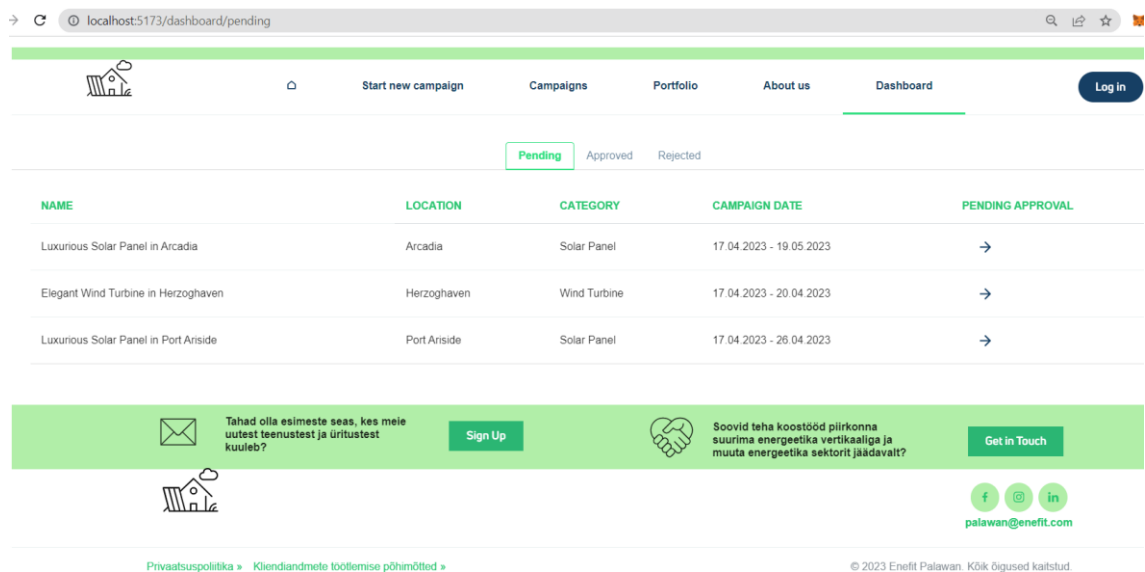 localhost:5173/dashboard/pending
Start new campaign Campaigns Portfolio About us Dashboard Log in
Pending Approved Rejected
NAME LOCATION CATEGORY CAMPAIGN DATE PENDING APPROVAL
Luxurious Solar Panel in Arcadia Arcadia Solar Panel 17.04.2023 - 19.05.2023
Elegant Wind Turbine in Herzoghaven Herzoghaven Wind Turbine 17.04.2023 - 20.04.2023
Luxurious Solar Panel in Port Ariside Port Ariside Solar Panel 17.04.2023 - 26.04.2023
Tahad olla esimeste seas, kes meie
uutest teenustest ja üritustest
kuuleb?
Sign Up
Soovid teha koostööd piirkonna
suurima energeetika vertikaaliga ja
muuta energeetika sektorit jäädavalt?
Get in Touch
f in
palawan@enefit.com
Privaatsuspoliitika » Kliendiandmete töötlemise põhimõtted »
© 2023 Enefit Palawan. Kõik õigused kaitstud.